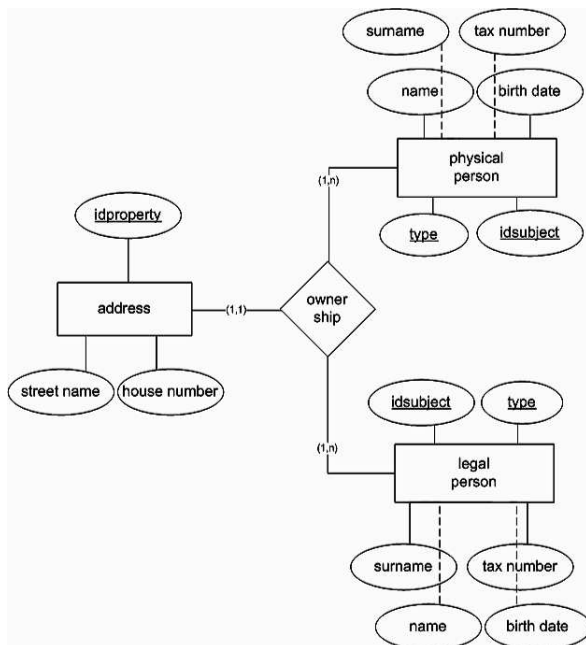 surname
tax number
name
birth date
physical
person
(1,n)
type
idsubject
idproperty
address
(1,1)
owner
ship
street name
house number
idsubject
type
(1,n)
legal
person
surname
tax number
name
birth date